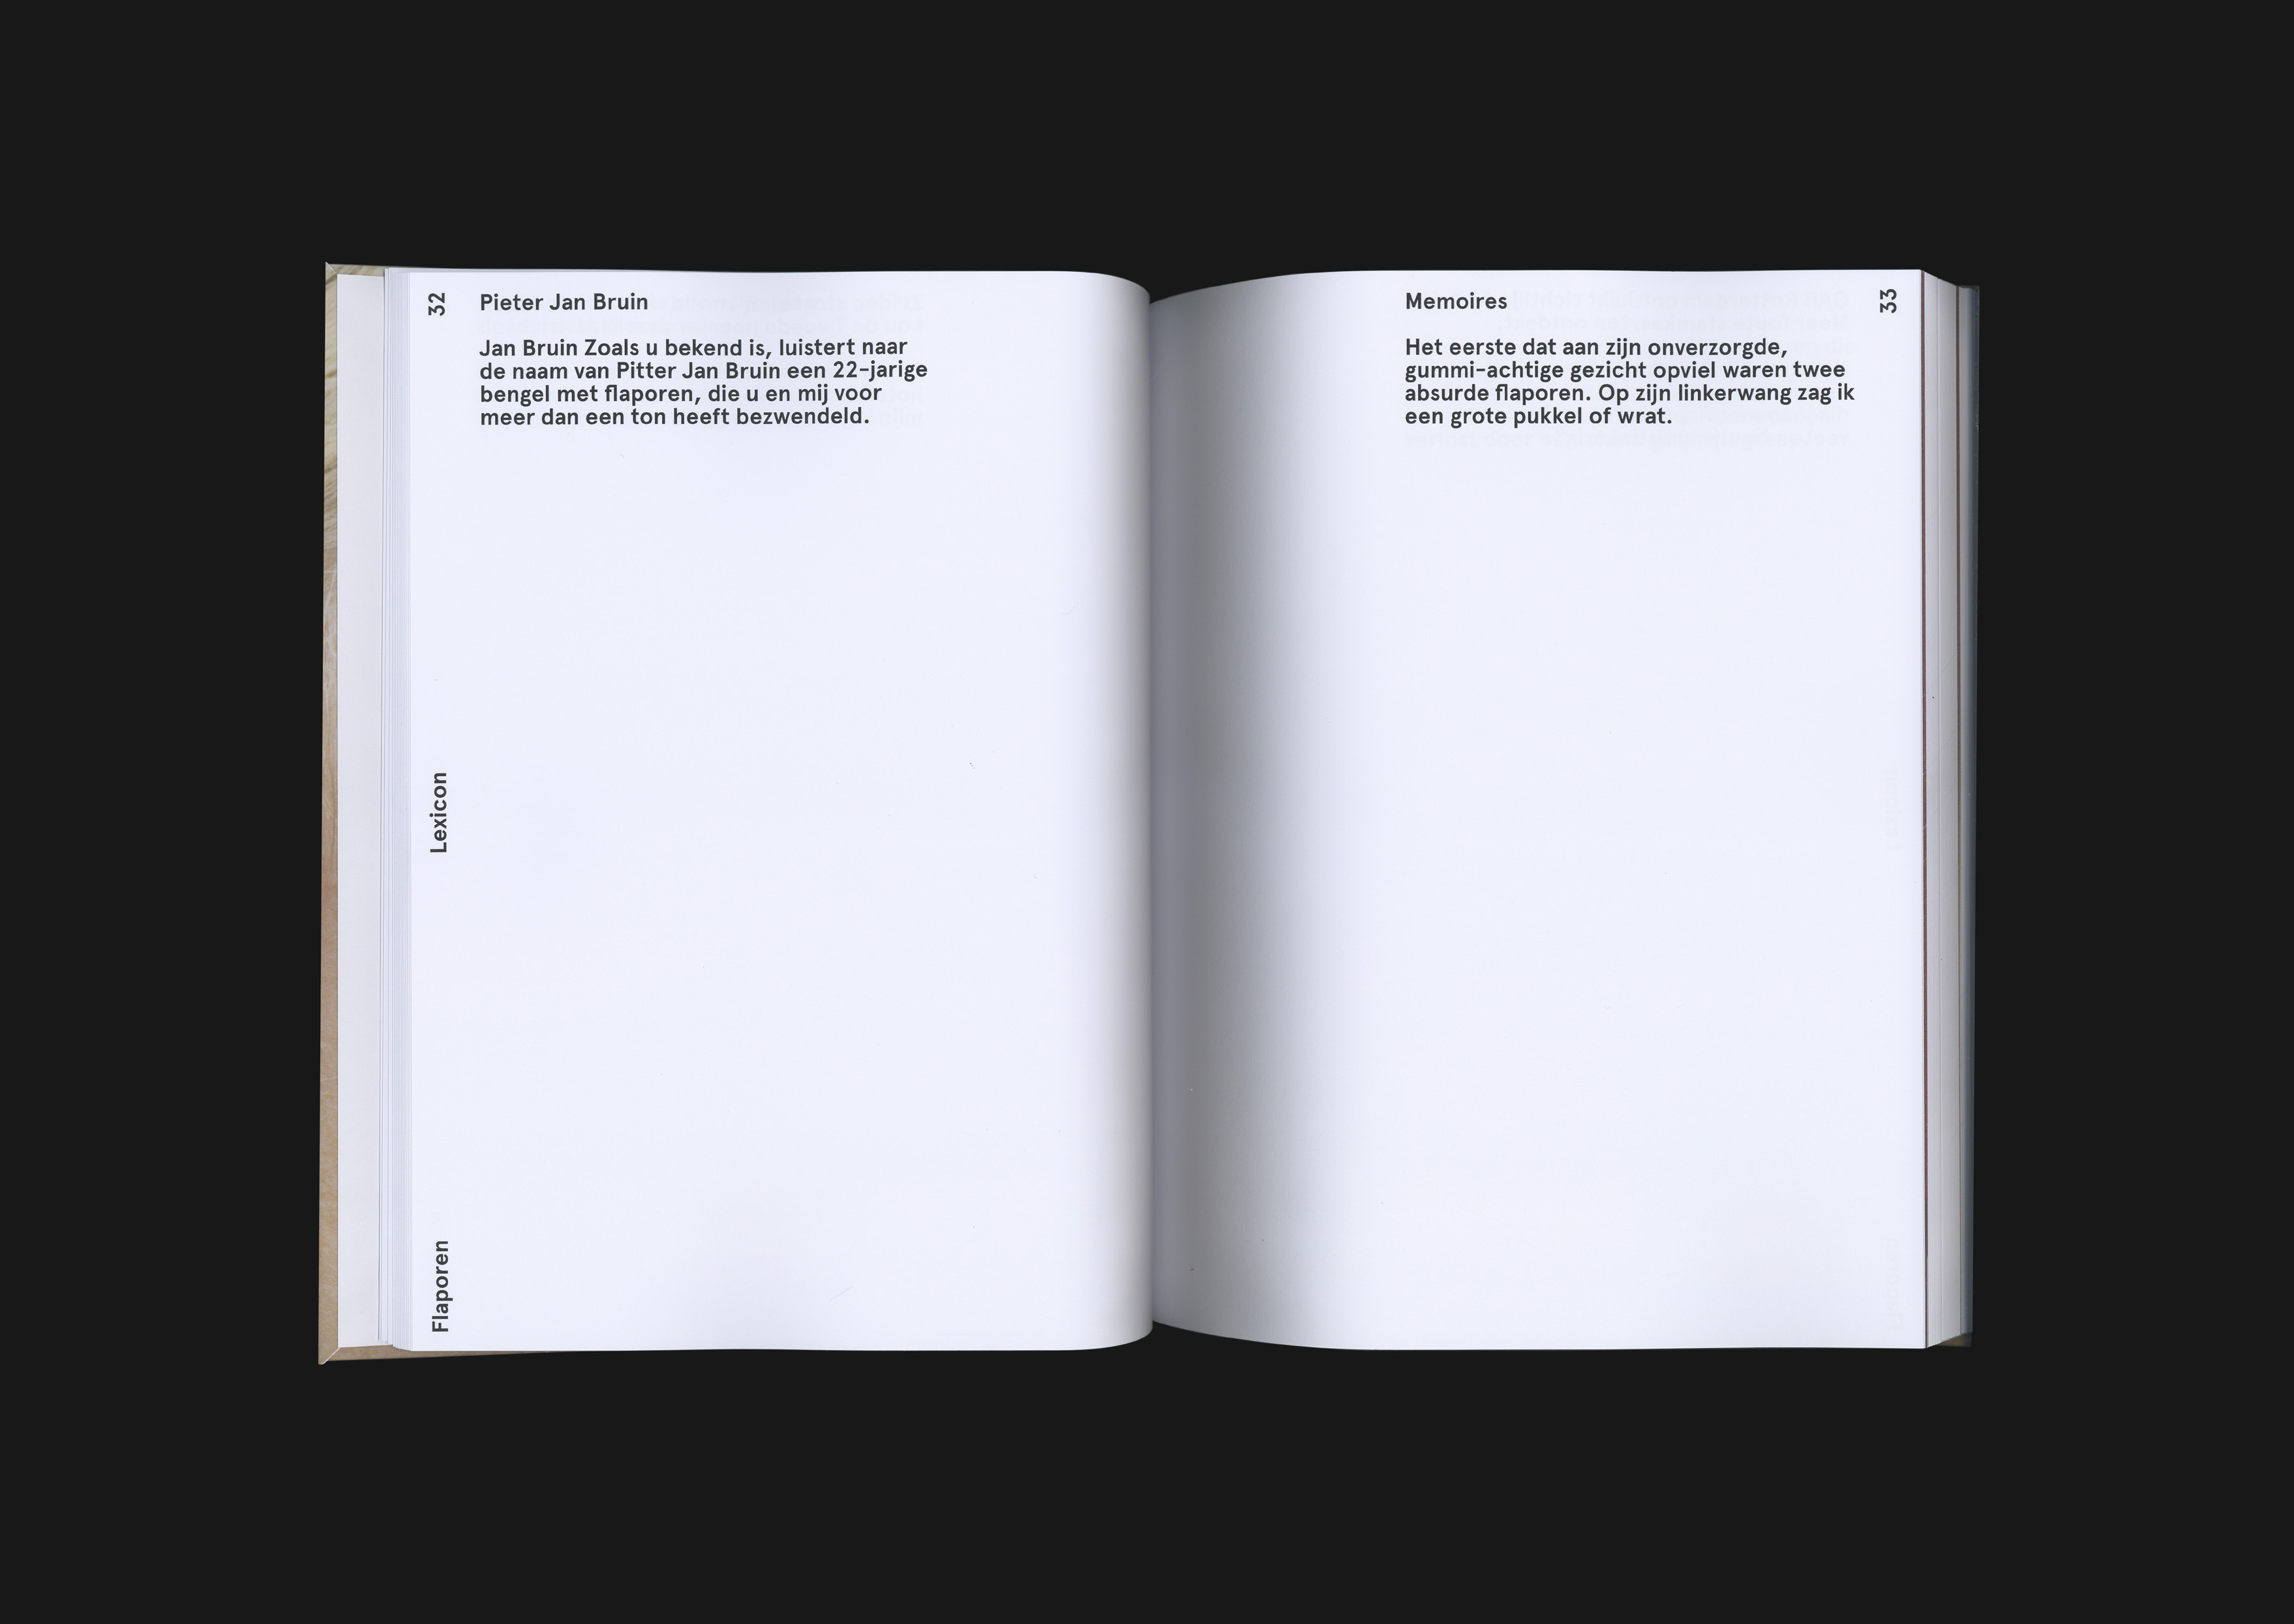 32
Pieter Jan Bruin
Jan Bruin Zoals u bekend is, luistert naar
de naam van Pitter Jan Bruin een 22-jarige
bengel met flaporen, die u en mij voor
meer dan een ton heeft bezwendeld.
Lexicon
Flaporen
Memoires
33
Het eerste dat aan zijn onverzorgde,
gummi-achtige gezicht opviel waren twee
absurde flaporen. Op zijn linkerwang zag ik
een grote pukkel of wrat.